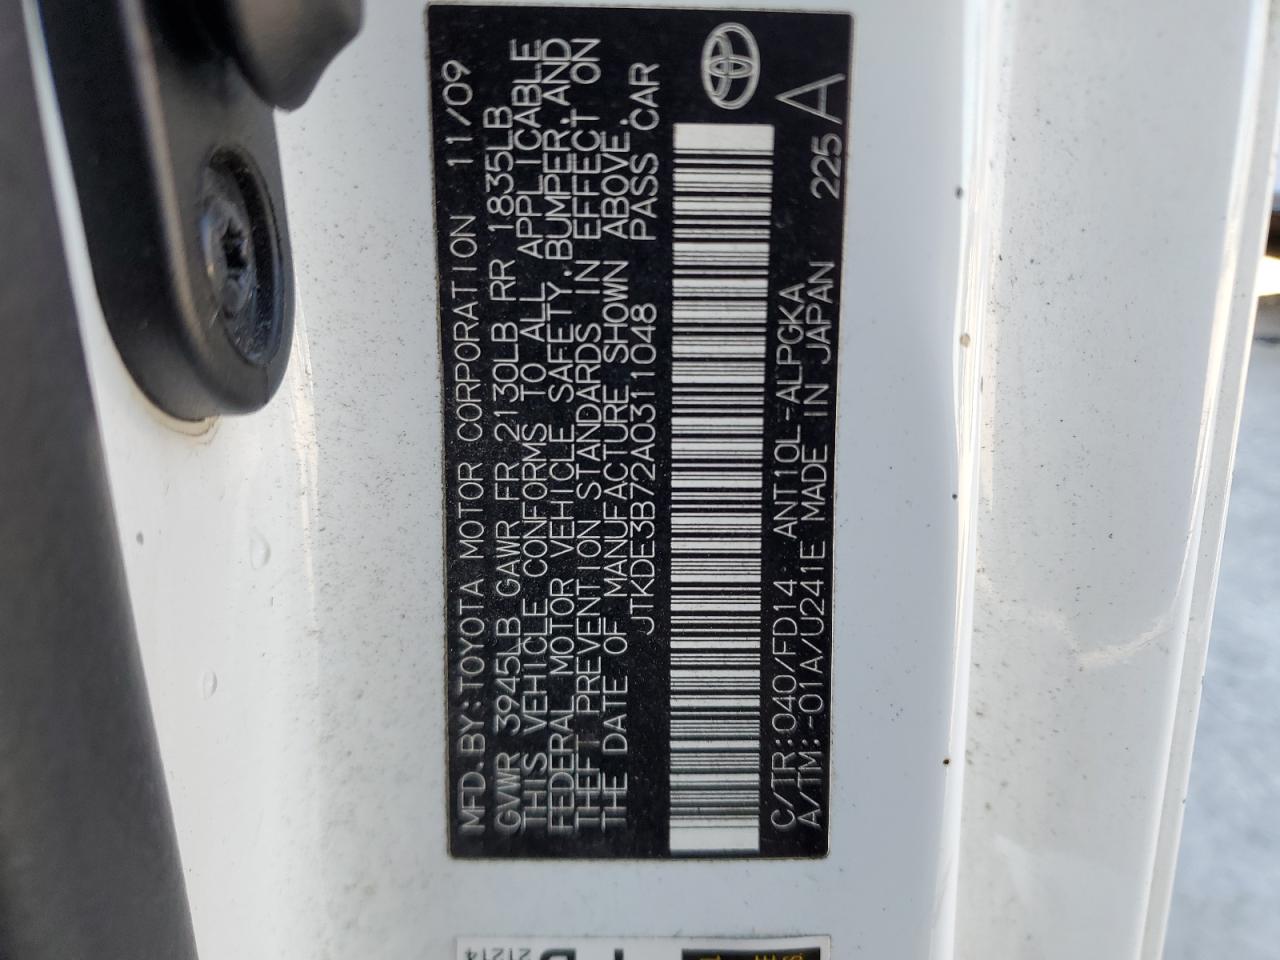 MFD.BY:TOYOTA MOTOR CORPORATION 11/09
GVWR 3945LB GAWR FR 2130LB RR 1835LB
THIS VEHICLE CONFORMS TO ALL APPLICABLE
FEDERAL MOTOR VEHICLE SAFETY,BUMPER,AND
THEFT PREVENTION STANDARDS IN EFFECT ON
THE DATE OF MANUFACTURE SHOWN ABOVE.
JTKDE3B72A0311048 PASS.CAR
C/TR:040/FD14 ANT10L-ALPGKA
A/TM:-01A/U241E MADE IN JAPAN 225 A
21214